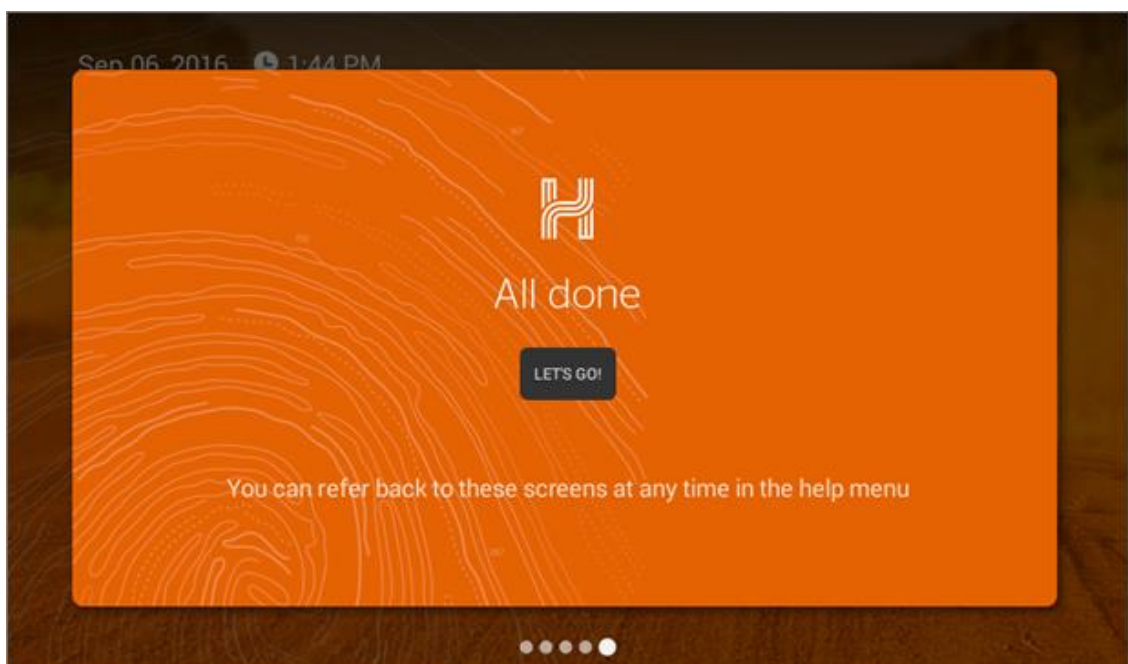 Sep 06, 2016 1:44 PM
H
All done
LET'S GO!
You can refer back to these screens at any time in the help menu